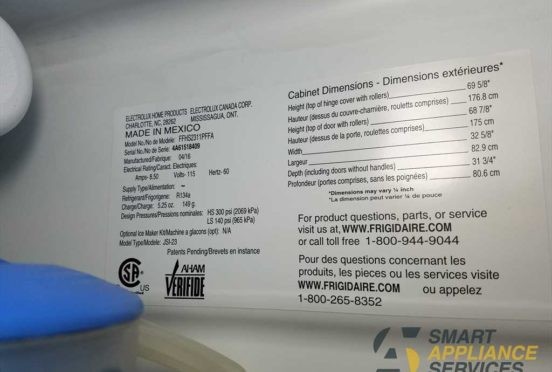 ELECTROLUX HOME PRODUCTS ELECTROLUX CANADA CORP.
CHARLOTTE, NC, 28262 MISSISSAUGA, ONT.
MADE IN MEXICO
Model No./No de Modele: FFHS2311PFFA
Serial No./No de Serie: 4A61518409
Manufactured/Fabrique: 04/16
Electrical Rating/Caract. Electriques:
Amps- 8.50 Volts- 115 Hertz- 60
Supply Type/Alimentation: ~
Refrigerant/Frigorigene: R134a
Charge/Charge: 5.25 oz. 149 g.
Design Pressures/Pressions nominales: HS 300 psi (2069 kPa)
LS 140 psi (965 kPa)
Optional Ice Maker Kit/Machine a glacons (opt): N/A
Model Type/Modele: JSI-23
Patents Pending/Brevets en instance
SA US
AHAM
VERIFIDE
Cabinet Dimensions - Dimensions extérieures*
Height (top of hinge cover with rollers) 69 5/8"
Hauteur (dessus du couvre-charnière, roulettes comprises) 176.8 cm
Height (top of door with rollers) 68 7/8"
Hauteur (dessus de la porte, roulettes comprises) 175 cm
Width 32 5/8"
Largeur 82.9 cm
Depth (including doors without handles) 31 3/4"
Profondeur (portes comprises, sans les poignées) 80.6 cm
*Dimensions may vary ¼ inch
*La dimension peut varier ¼ de pouce
For product questions, parts, or service
visit us at, WWW.FRIGIDAIRE.COM
or call toll free 1-800-944-9044
Pour des questions concernant les
produits, les pieces ou les services visite
WWW.FRIGIDAIRE.COM ou appelez
1-800-265-8352
SMART
APPLIANCE
SERVICES